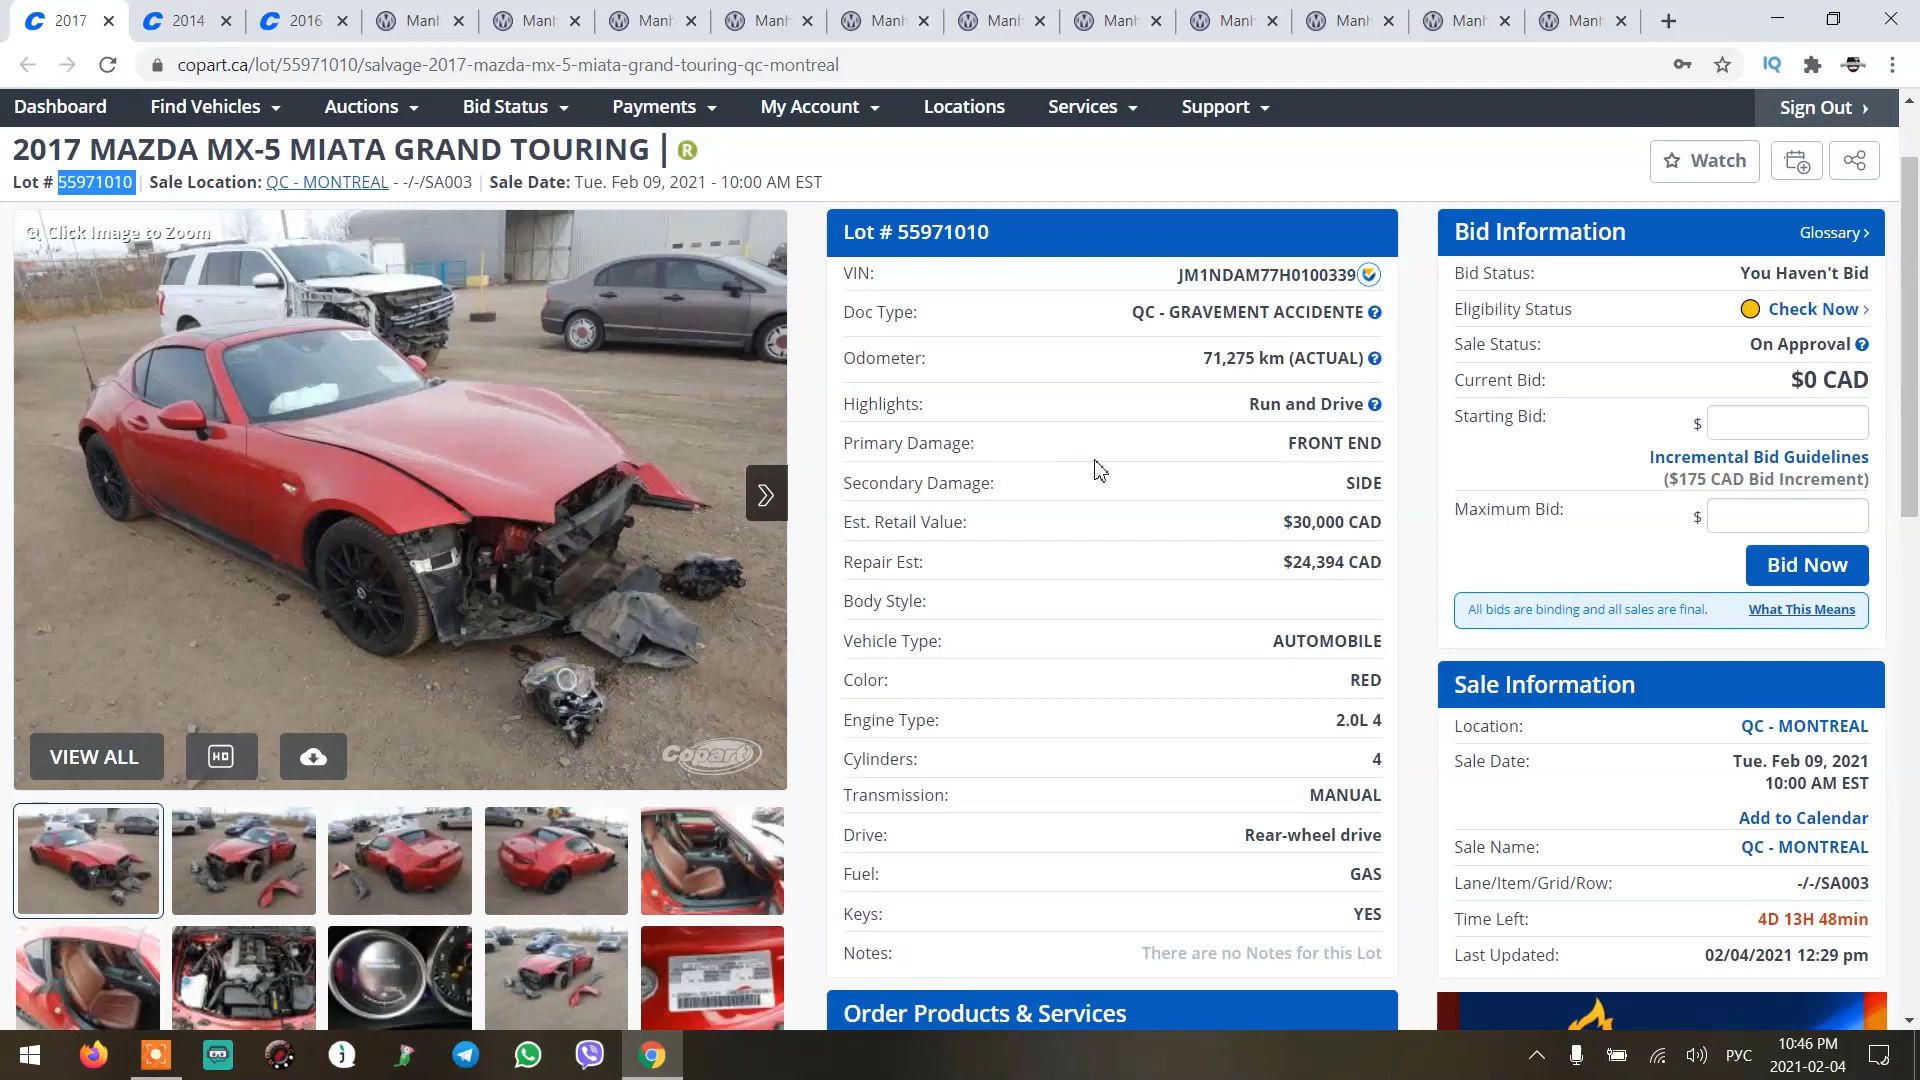 2017
2014
2016
Manh
Manh
Manh
Manh
Manh
Manh
Manh
Manh
Manh
Manh
Manh
copart.ca/lot/55971010/salvage-2017-mazda-mx-5-miata-grand-touring-qc-montreal
IQ
Dashboard Find Vehicles Auctions Bid Status Payments My Account Locations Services Support Sign Out ›
2017 MAZDA MX-5 MIATA GRAND TOURING | R
Lot # 55971010 | Sale Location: QC - MONTREAL - -/-/SA003 | Sale Date: Tue. Feb 09, 2021 - 10:00 AM EST
Watch
Click Image to Zoom
VIEW ALL
HD
Copart
Lot # 55971010
VIN: JM1NDAM77H0100339
Doc Type: QC - GRAVEMENT ACCIDENTE ?
Odometer: 71,275 km (ACTUAL) ?
Highlights: Run and Drive ?
Primary Damage: FRONT END
Secondary Damage: SIDE
Est. Retail Value: $30,000 CAD
Repair Est: $24,394 CAD
Body Style:
Vehicle Type: AUTOMOBILE
Color: RED
Engine Type: 2.0L 4
Cylinders: 4
Transmission: MANUAL
Drive: Rear-wheel drive
Fuel: GAS
Keys: YES
Notes: There are no Notes for this Lot
Order Products & Services
Bid Information Glossary ›
Bid Status: You Haven't Bid
Eligibility Status Check Now ›
Sale Status: On Approval ?
Current Bid: $0 CAD
Starting Bid: $
Incremental Bid Guidelines
($175 CAD Bid Increment)
Maximum Bid: $
Bid Now
All bids are binding and all sales are final. What This Means
Sale Information
Location: QC - MONTREAL
Sale Date: Tue. Feb 09, 2021
10:00 AM EST
Add to Calendar
Sale Name: QC - MONTREAL
Lane/Item/Grid/Row: -/-/SA003
Time Left: 4D 13H 48min
Last Updated: 02/04/2021 12:29 pm
РУС
10:46 PM
2021-02-04